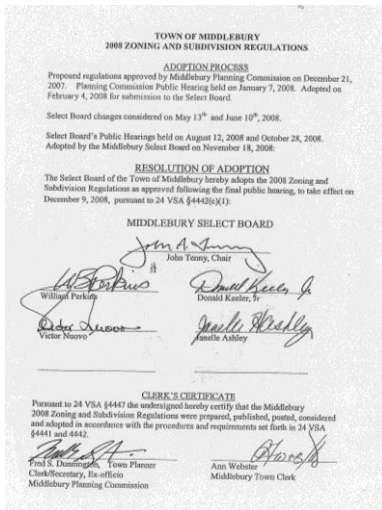 TOWN OF MIDDLEBURY
2008 ZONING AND SUBDIVISION REGULATIONS
ADOPTION PROCESS
Proposed regulations approved by Middlebury Planning Commission on December 21,
2007. Planning Commission Public Hearing held on January 7, 2008. Adopted on
February 4, 2008 for submission to the Select Board.
Select Board changes considered on May 13th and June 10th, 2008.
Select Board's Public Hearings held on August 12, 2008 and October 28, 2008.
Adopted by the Middlebury Select Board on November 18, 2008:
RESOLUTION OF ADOPTION
The Select Board of the Town of Middlebury hereby adopts the 2008 Zoning and
Subdivision Regulations as approved following the final public hearing, to take effect on
December 9, 2008, pursuant to 24 VSA §4442(c)(1):
MIDDLEBURY SELECT BOARD
John Tenny, Chair
William Perkins
Donald Keeler Jr
Donald Keeler, Jr
Victor Nuovo
Victor Nuovo
Janelle Ashley
Janelle Ashley
CLERK'S CERTIFICATE
Pursuant to 24 VSA §4447 the undersigned hereby certify that the Middlebury
2008 Zoning and Subdivision Regulations were prepared, published, posted, considered
and adopted in accordance with the procedures and requirements set forth in 24 VSA
§4441 and 4442.
Fred S. Dunnington, Town Planner
Clerk/Secretary, Ex-officio
Middlebury Planning Commission
Ann Webster
Middlebury Town Clerk